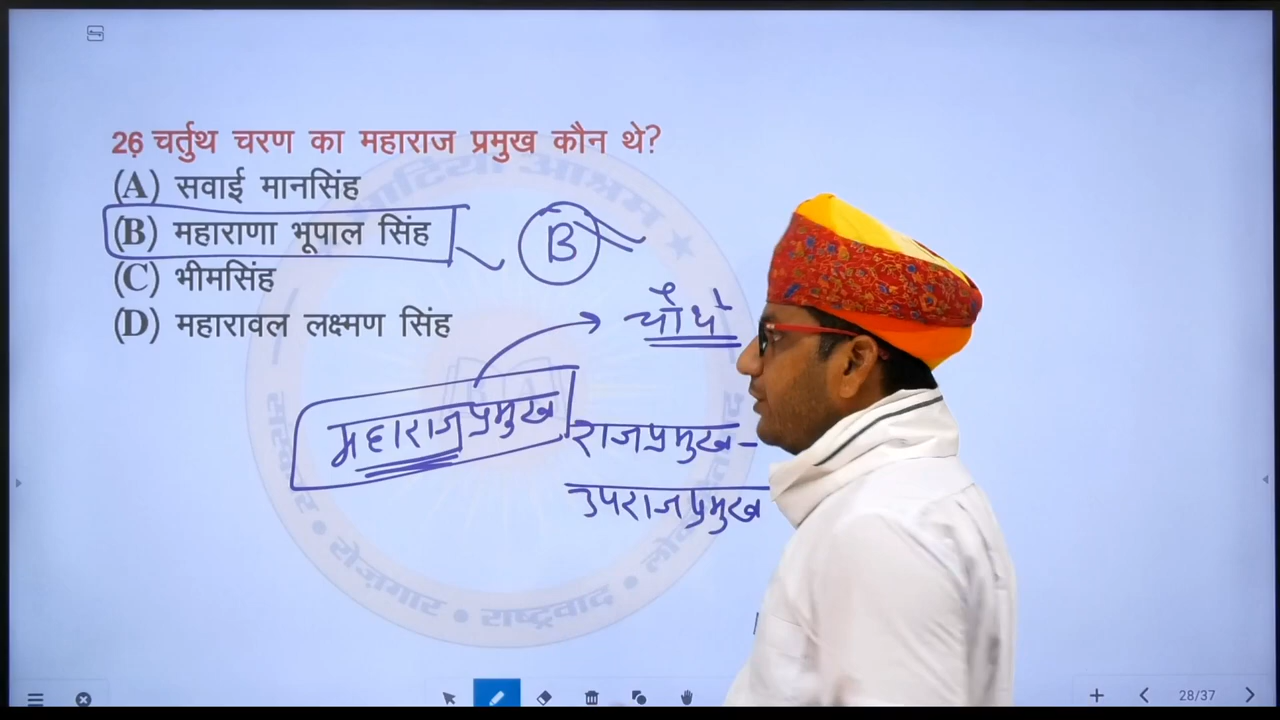 26़ चर्तुथ चरण का महाराज प्रमुख कौन थे?
(A) सवाई मानसिंह
(B) महाराणा भूपाल सिंह
B
(C) भीमसिंह
(D) महारावल लक्ष्मण सिंह
चौथे
महाराजप्रमुख
राजप्रमुख-
उपराजप्रमुख
रोज़गार • राष्ट्रवाद •
28/37